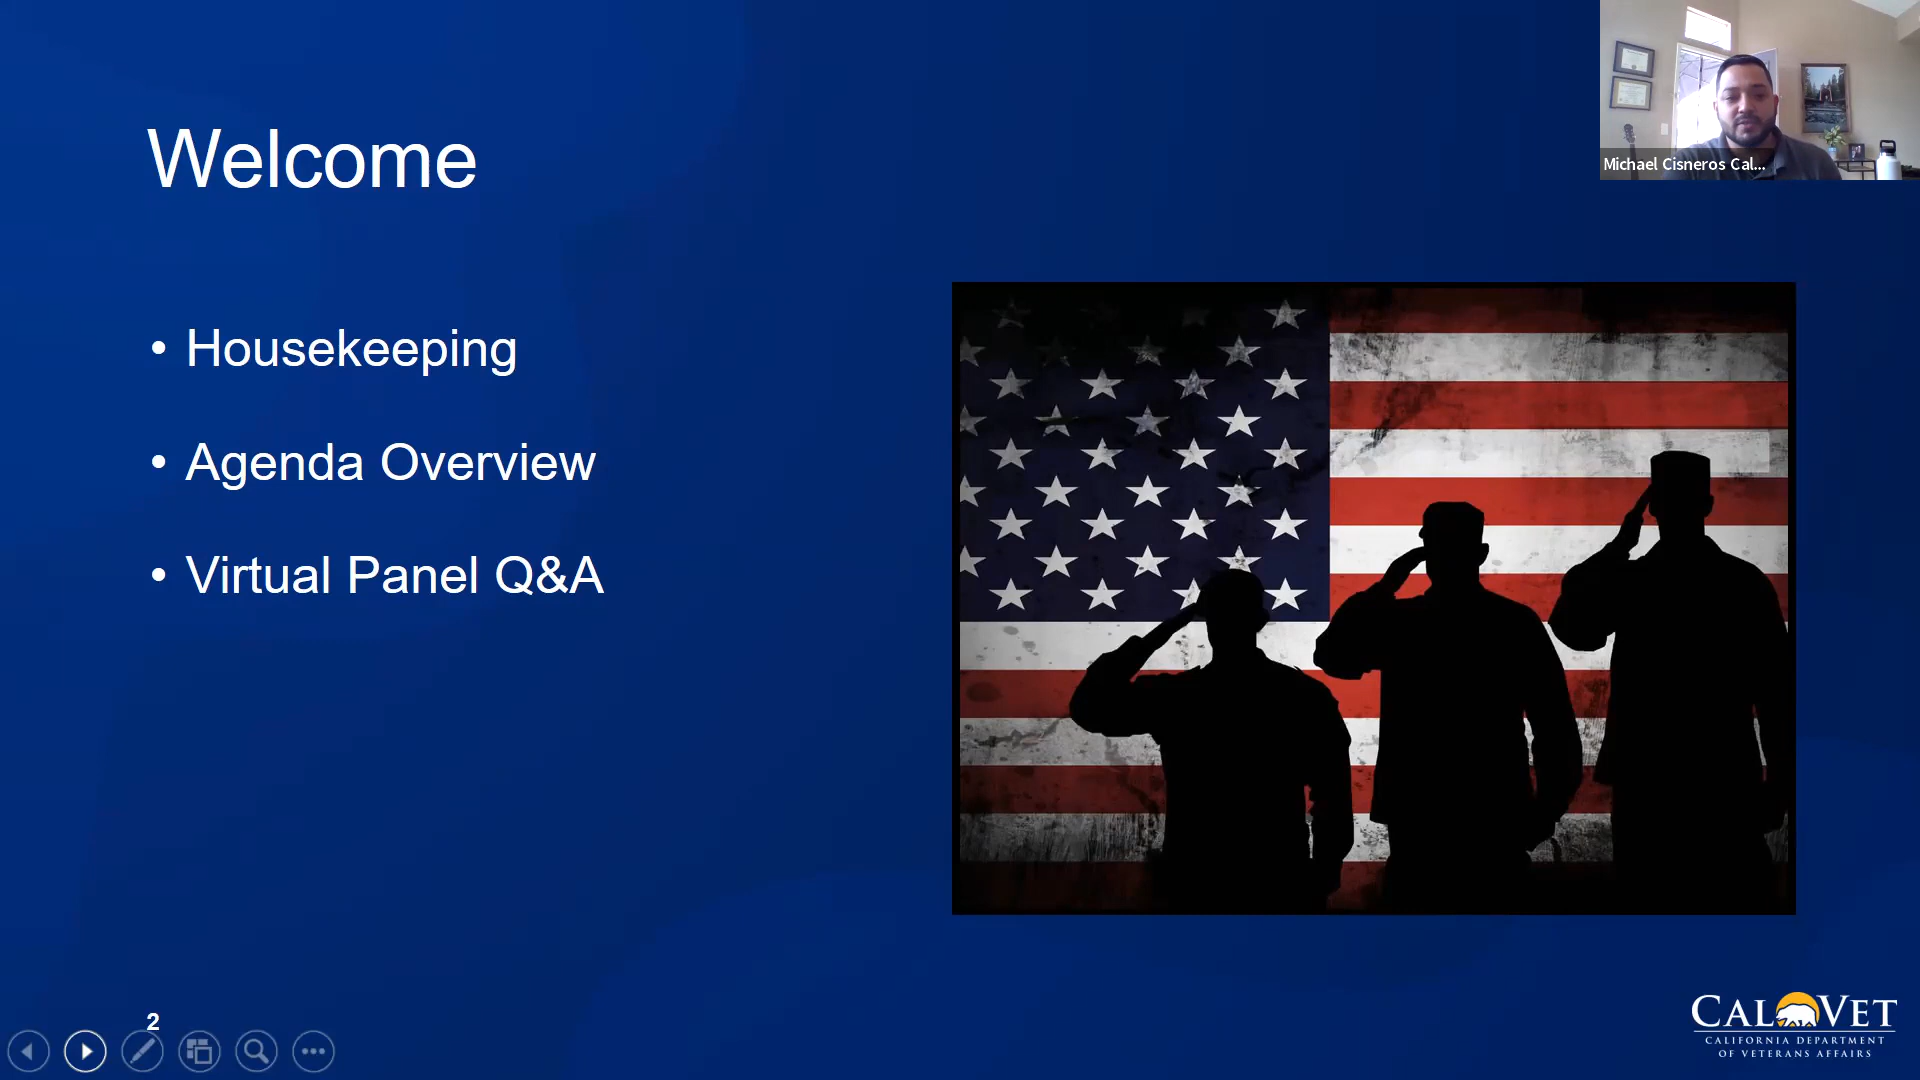 Welcome
Michael Cisneros Cal...
• Housekeeping
• Agenda Overview
• Virtual Panel Q&A
2
CALVET
CALIFORNIA DEPARTMENT
OF VETERANS AFFAIRS